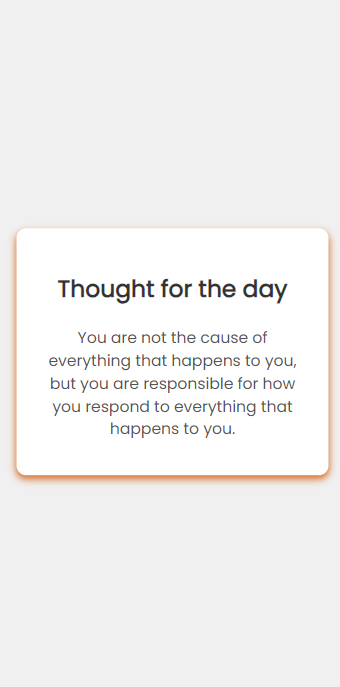 Thought for the day
You are not the cause of
everything that happens to you,
but you are responsible for how
you respond to everything that
happens to you.